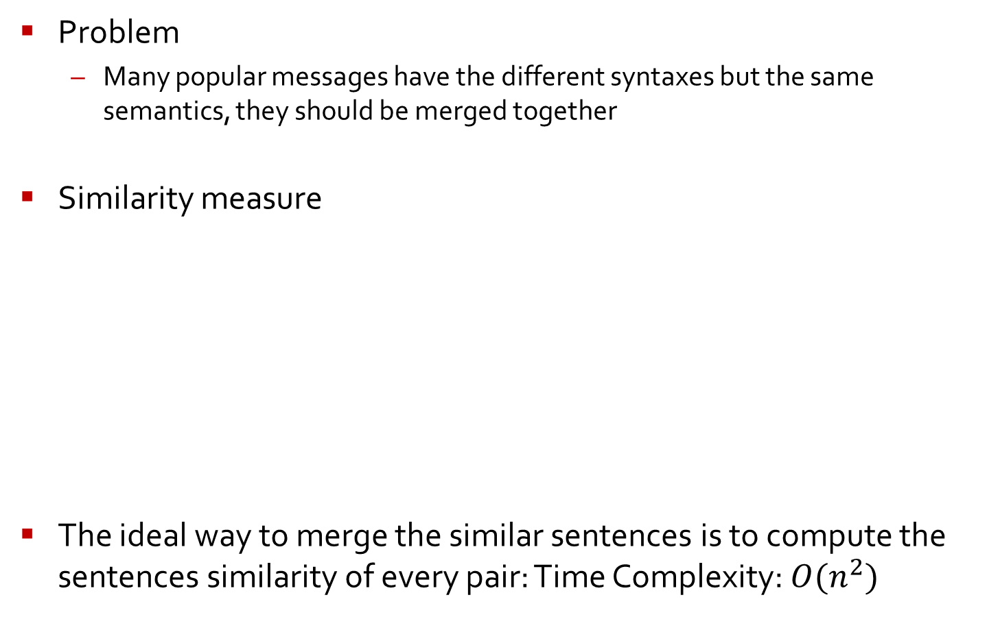 ▪ Problem
– Many popular messages have the different syntaxes but the same
semantics, they should be merged together
▪ Similarity measure
▪ The ideal way to merge the similar sentences is to compute the
sentences similarity of every pair: Time Complexity: O(n²)